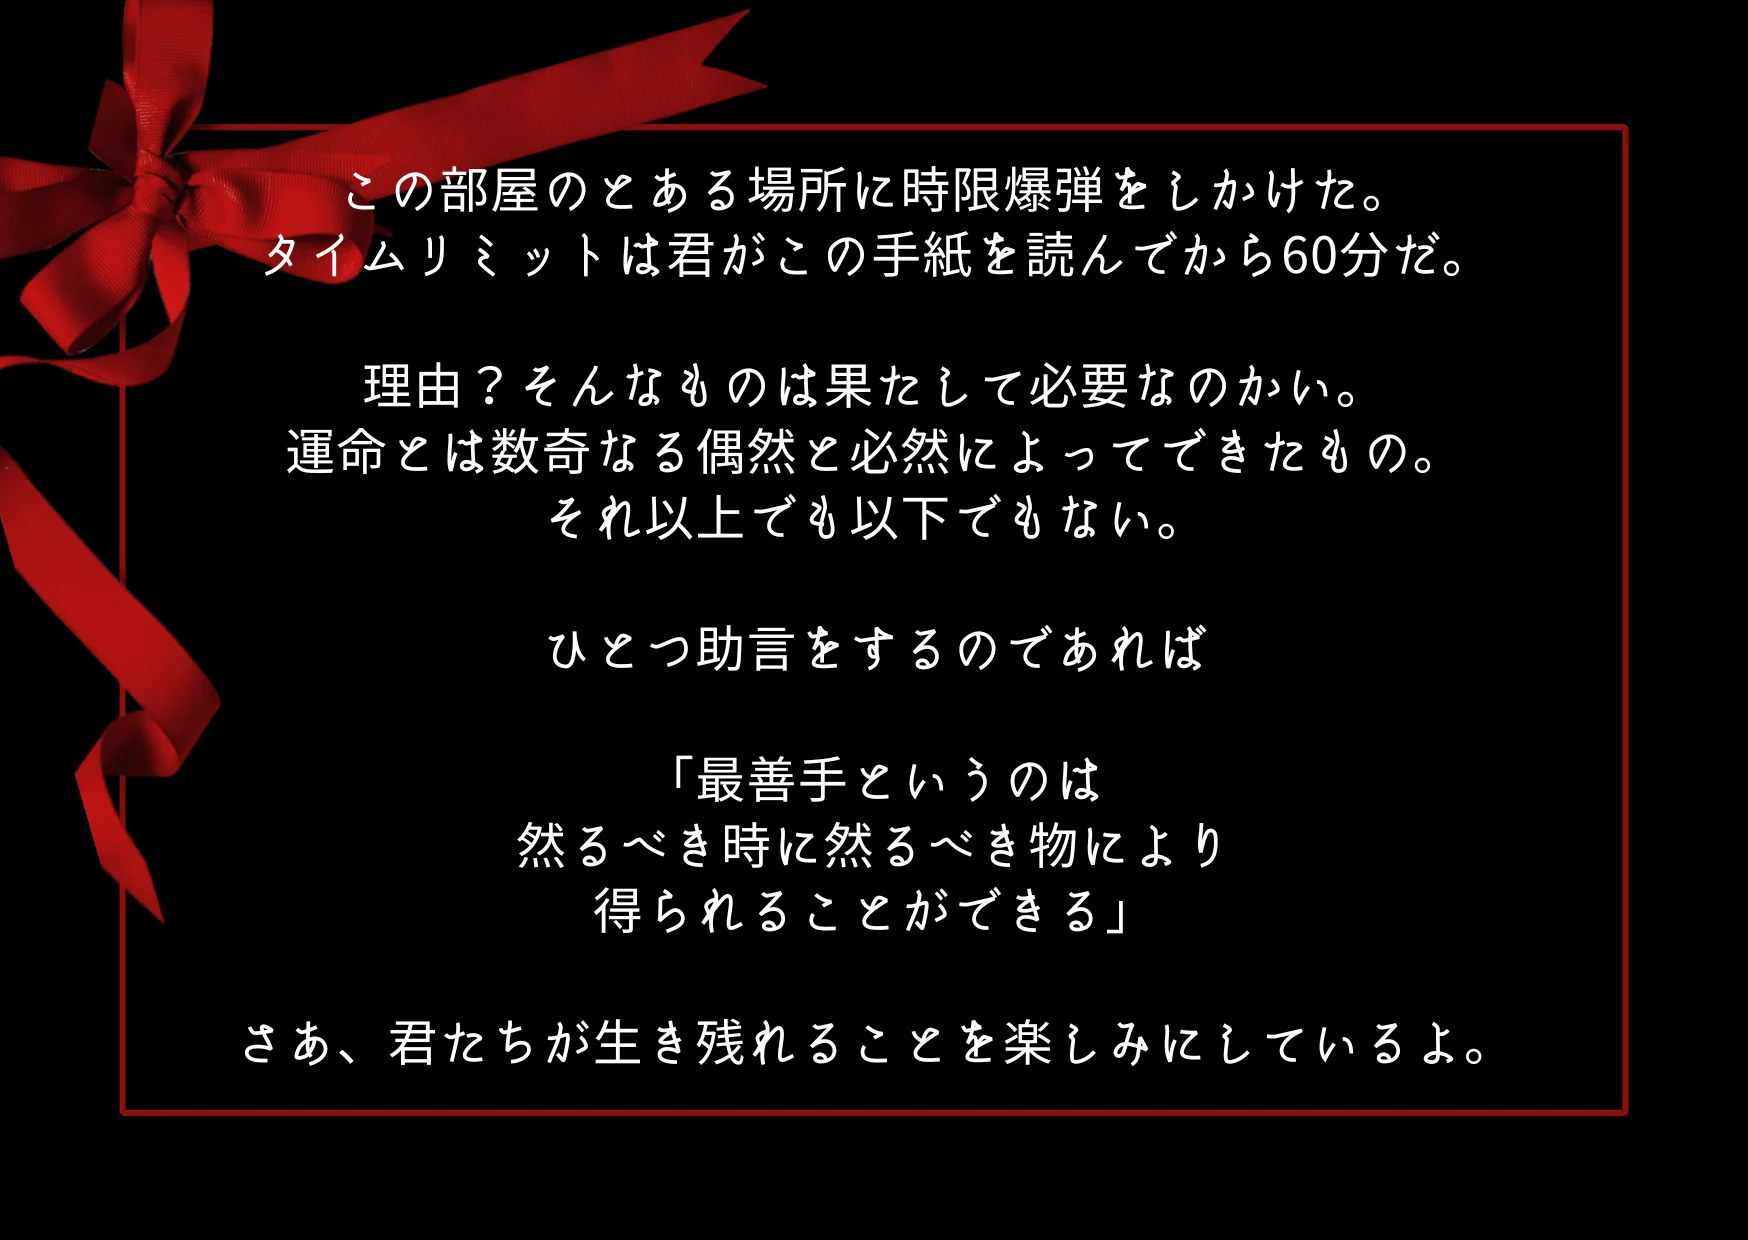 この部屋のとある場所に時限爆弾をしかけた。
タイムリミットは君がこの手紙を読んでから60分だ。
理由？そんなものは果たして必要なのかい。
運命とは数奇なる偶然と必然によってできたもの。
それ以上でも以下でもない。
ひとつ助言をするのであれば
「最善手というのは
然るべき時に然るべき物により
得られることができる」
さあ、君たちが生き残れることを楽しみにしているよ。